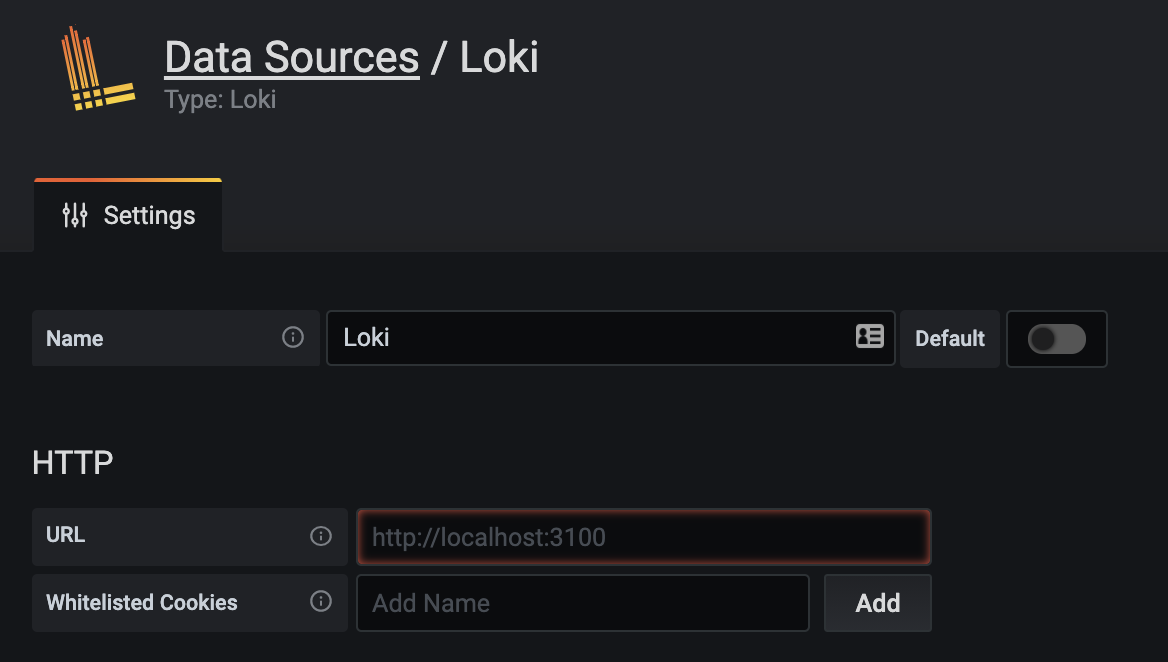 Data Sources / Loki
Type: Loki
Settings
Name Loki Default
HTTP
URL http://localhost:3100
Whitelisted Cookies Add Name Add